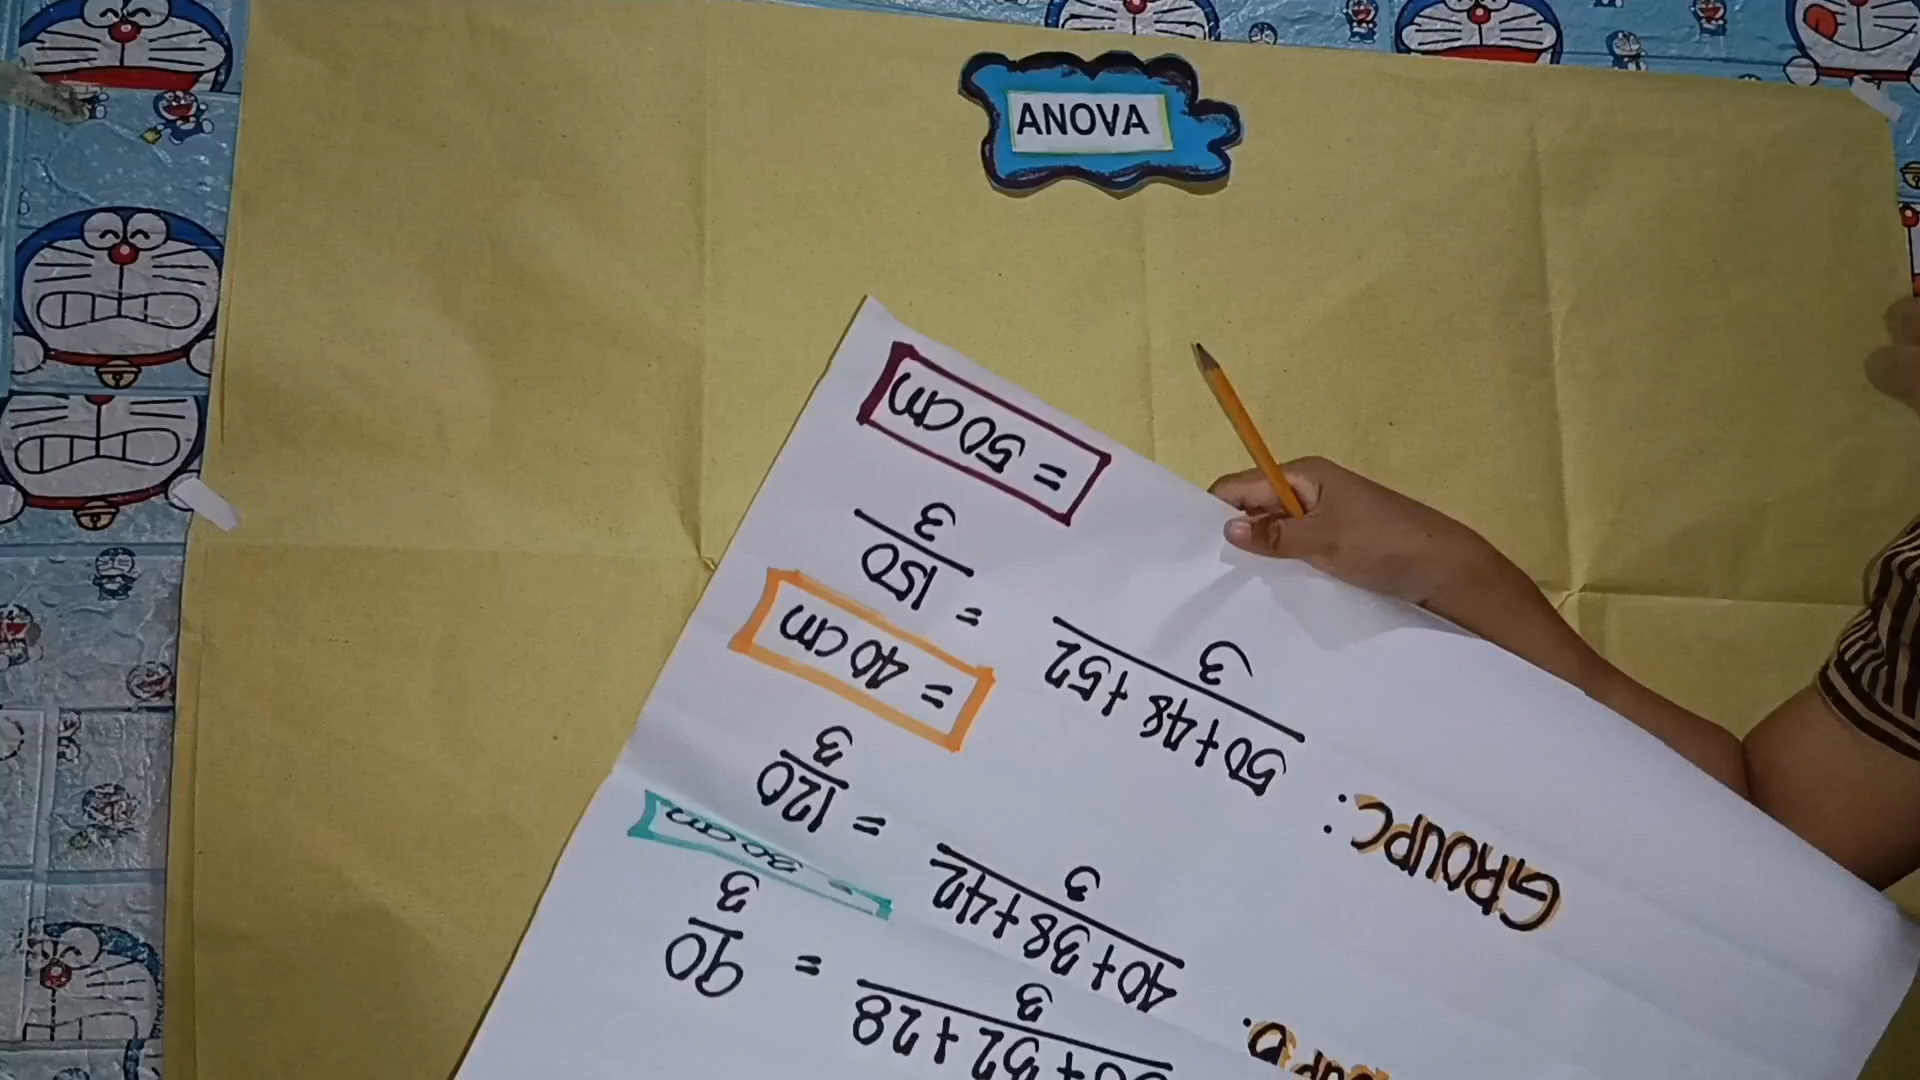 ANOVA
+32+28 = 90
3 3
= 30 cm
40+38+42 = 120
3 3
= 40 cm
GROUP C: 50+48+52 = 150
3 3
= 50 cm